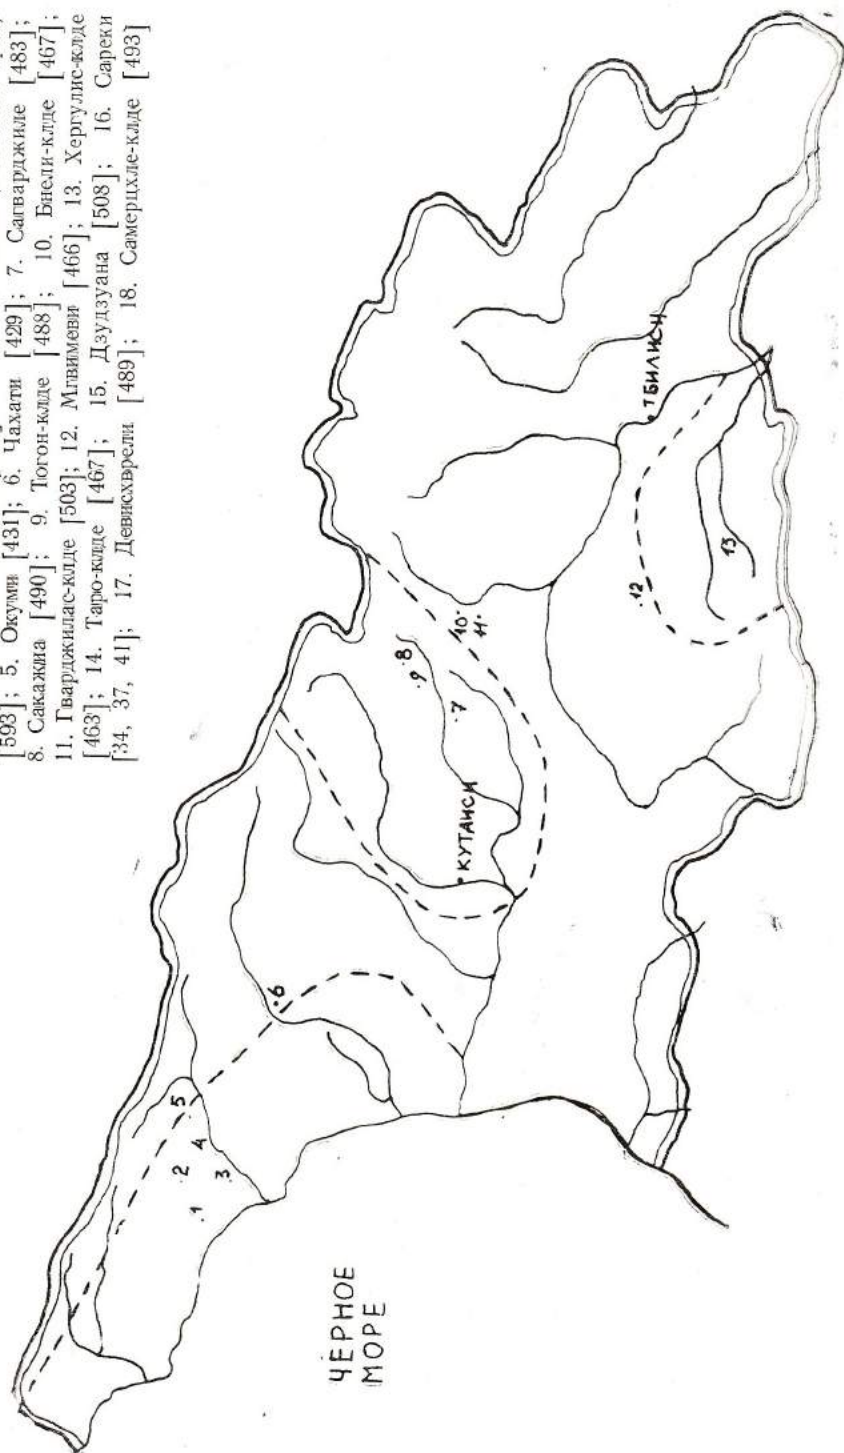 [593]; 5. Окуми [431]; 6. Чахати [429]; 7. Сагварджиле [483];
8. Сакажиа [490]; 9. Тогон-клде [488]; 10. Бнели-клде [467];
11. Гварджилас-клде [503]; 12. Мгвимеви [466]; 13. Хергулис-клде
[463]; 14. Таро-клде [467]; 15. Дзудзуана [508]; 16. Сареки
[34, 37, 41]; 17. Девисхврели [489]; 18. Самерцхле-клде [493]
ЧЁРНОЕ
МОРЕ
КУТАИСИ
ТБИЛИСИ
1
2
3
4
5
6
7
8
9
10
11
12
13